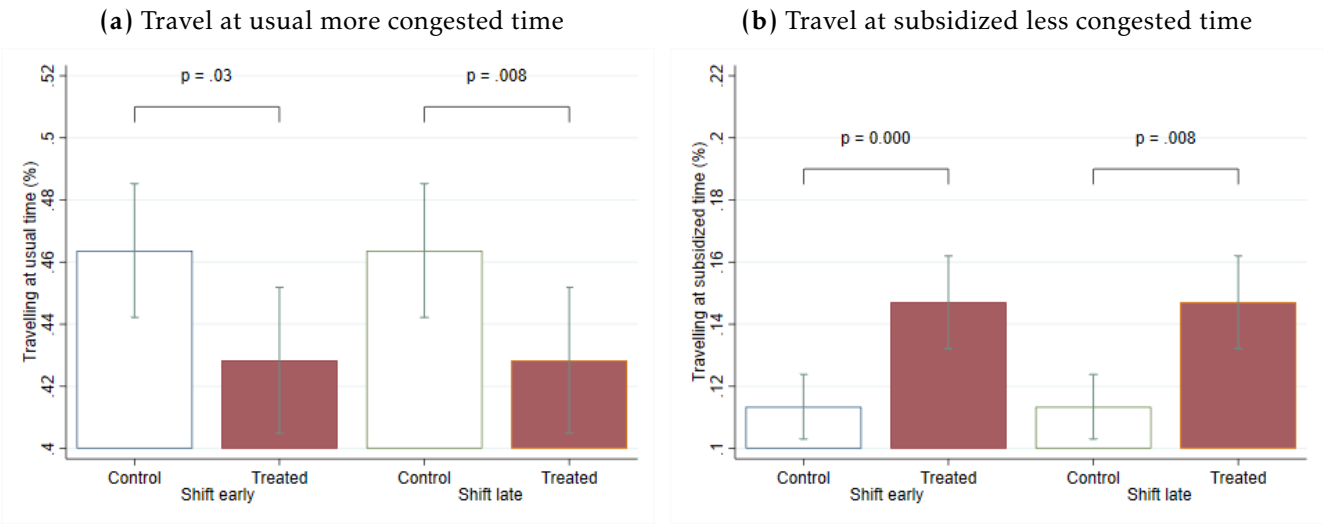 (a) Travel at usual more congested time
(b) Travel at subsidized less congested time
Travelling at usual time (%)
.52
.5
.48
.46
.44
.42
.4
p = .03
p = .008
Control
Treated
Control
Treated
Shift early
Shift late
Travelling at subsidized time (%)
.22
.2
.18
.16
.14
.12
.1
p = 0.000
p = .008
Control
Treated
Control
Treated
Shift early
Shift late